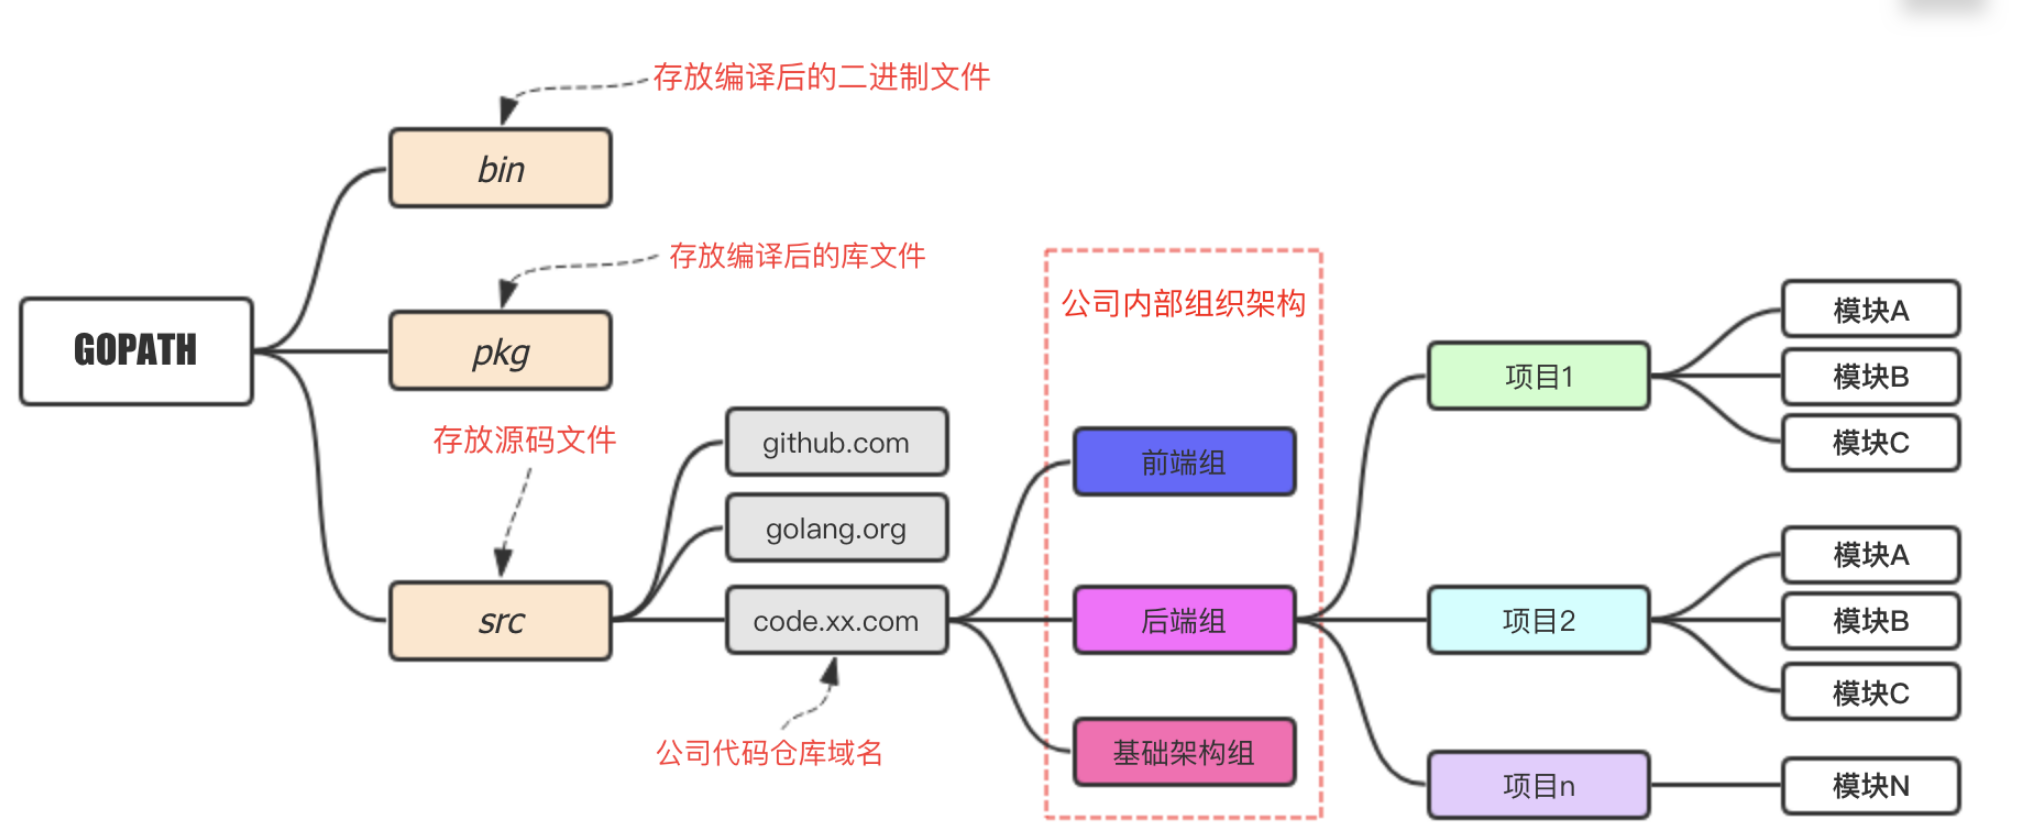 存放编译后的二进制文件
bin
存放编译后的库文件
GOPATH
pkg
存放源码文件
src
github.com
golang.org
code.xx.com
公司代码仓库域名
公司内部组织架构
前端组
后端组
基础架构组
项目1
模块A
模块B
模块C
项目2
模块A
模块B
模块C
项目n
模块N